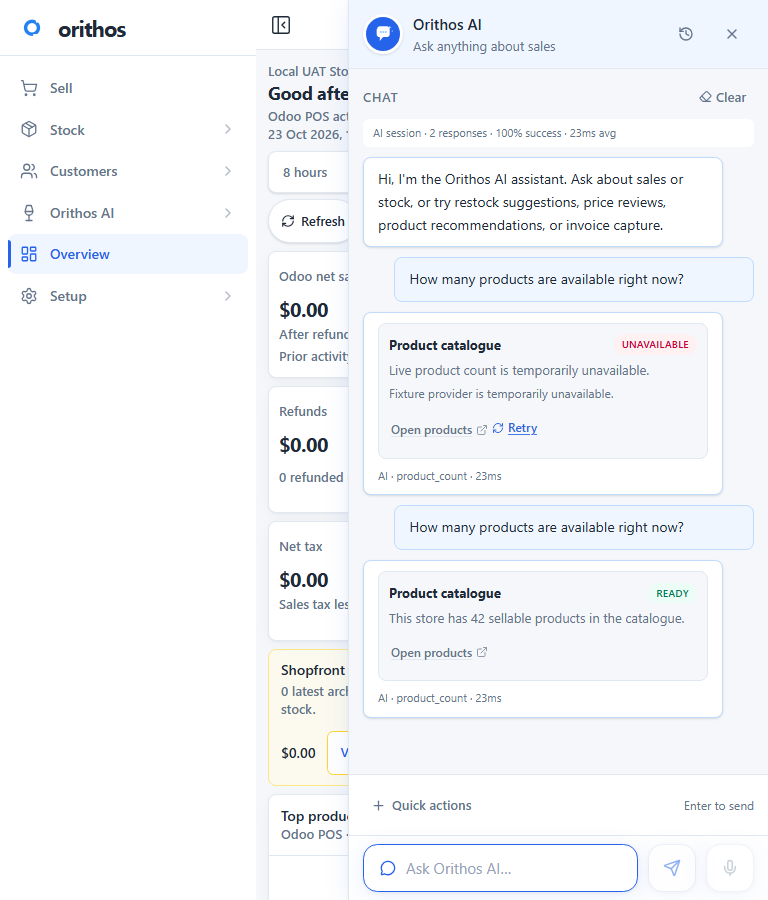 orithos
Sell
Stock
Customers
Orithos AI
Overview
Setup
Local UAT Sto
Good afte
Odoo POS act
23 Oct 2026,
8 hours
Refresh
Odoo net sa
$0.00
After refund
Prior activity
Refunds
$0.00
0 refunded
Net tax
$0.00
Sales tax les
Shopfront
0 latest arch
stock.
$0.00
V
Top produ
Odoo POS ·
Orithos AI
Ask anything about sales
CHAT
Clear
AI session · 2 responses · 100% success · 23ms avg
Hi, I'm the Orithos AI assistant. Ask about sales or
stock, or try restock suggestions, price reviews,
product recommendations, or invoice capture.
How many products are available right now?
Product catalogue
UNAVAILABLE
Live product count is temporarily unavailable.
Fixture provider is temporarily unavailable.
Open products
Retry
AI · product_count · 23ms
How many products are available right now?
Product catalogue
READY
This store has 42 sellable products in the catalogue.
Open products
AI · product_count · 23ms
Quick actions
Enter to send
Ask Orithos AI...